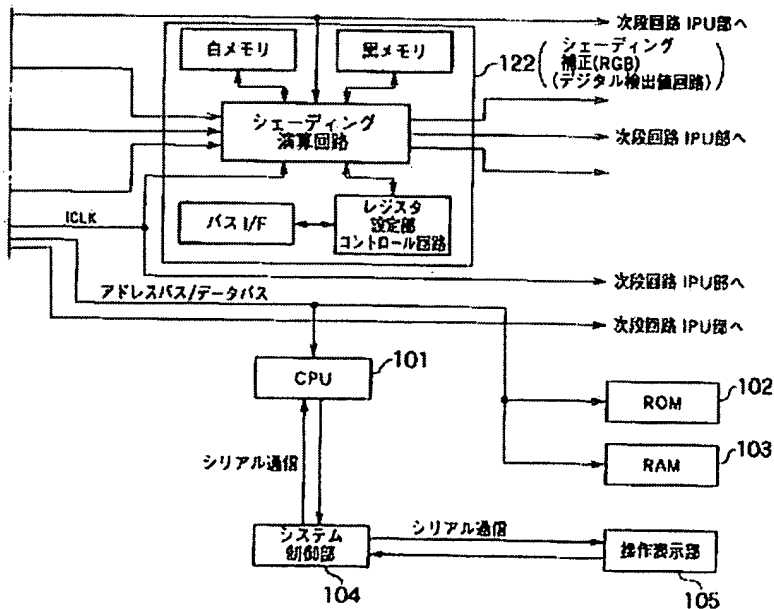 次段回路 IPU部へ
白メモリ
黒メモリ
122
シェーディング
補正(RGB)
(デジタル検出値回路)
シェーディング
演算回路
次段回路 IPU部へ
ICLK
バス I/F
レジスタ
設定部
コントロール回路
次段回路 IPU部へ
アドレスバス/データバス
次段回路 IPU部へ
101
CPU
102
ROM
103
RAM
シリアル通信
システム
制御部
104
シリアル通信
操作表示部
105